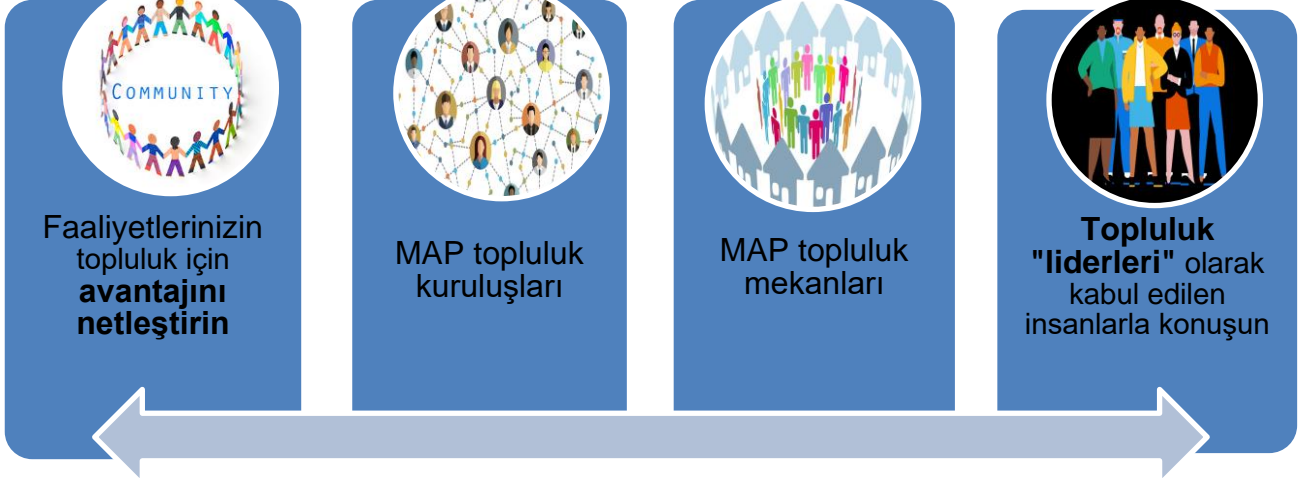 COMMUNITY
Faaliyetlerinizin
topluluk için
avantajını
netleştirin
MAP topluluk
kuruluşları
MAP topluluk
mekanları
Topluluk
"liderleri" olarak
kabul edilen
insanlarla konuşun